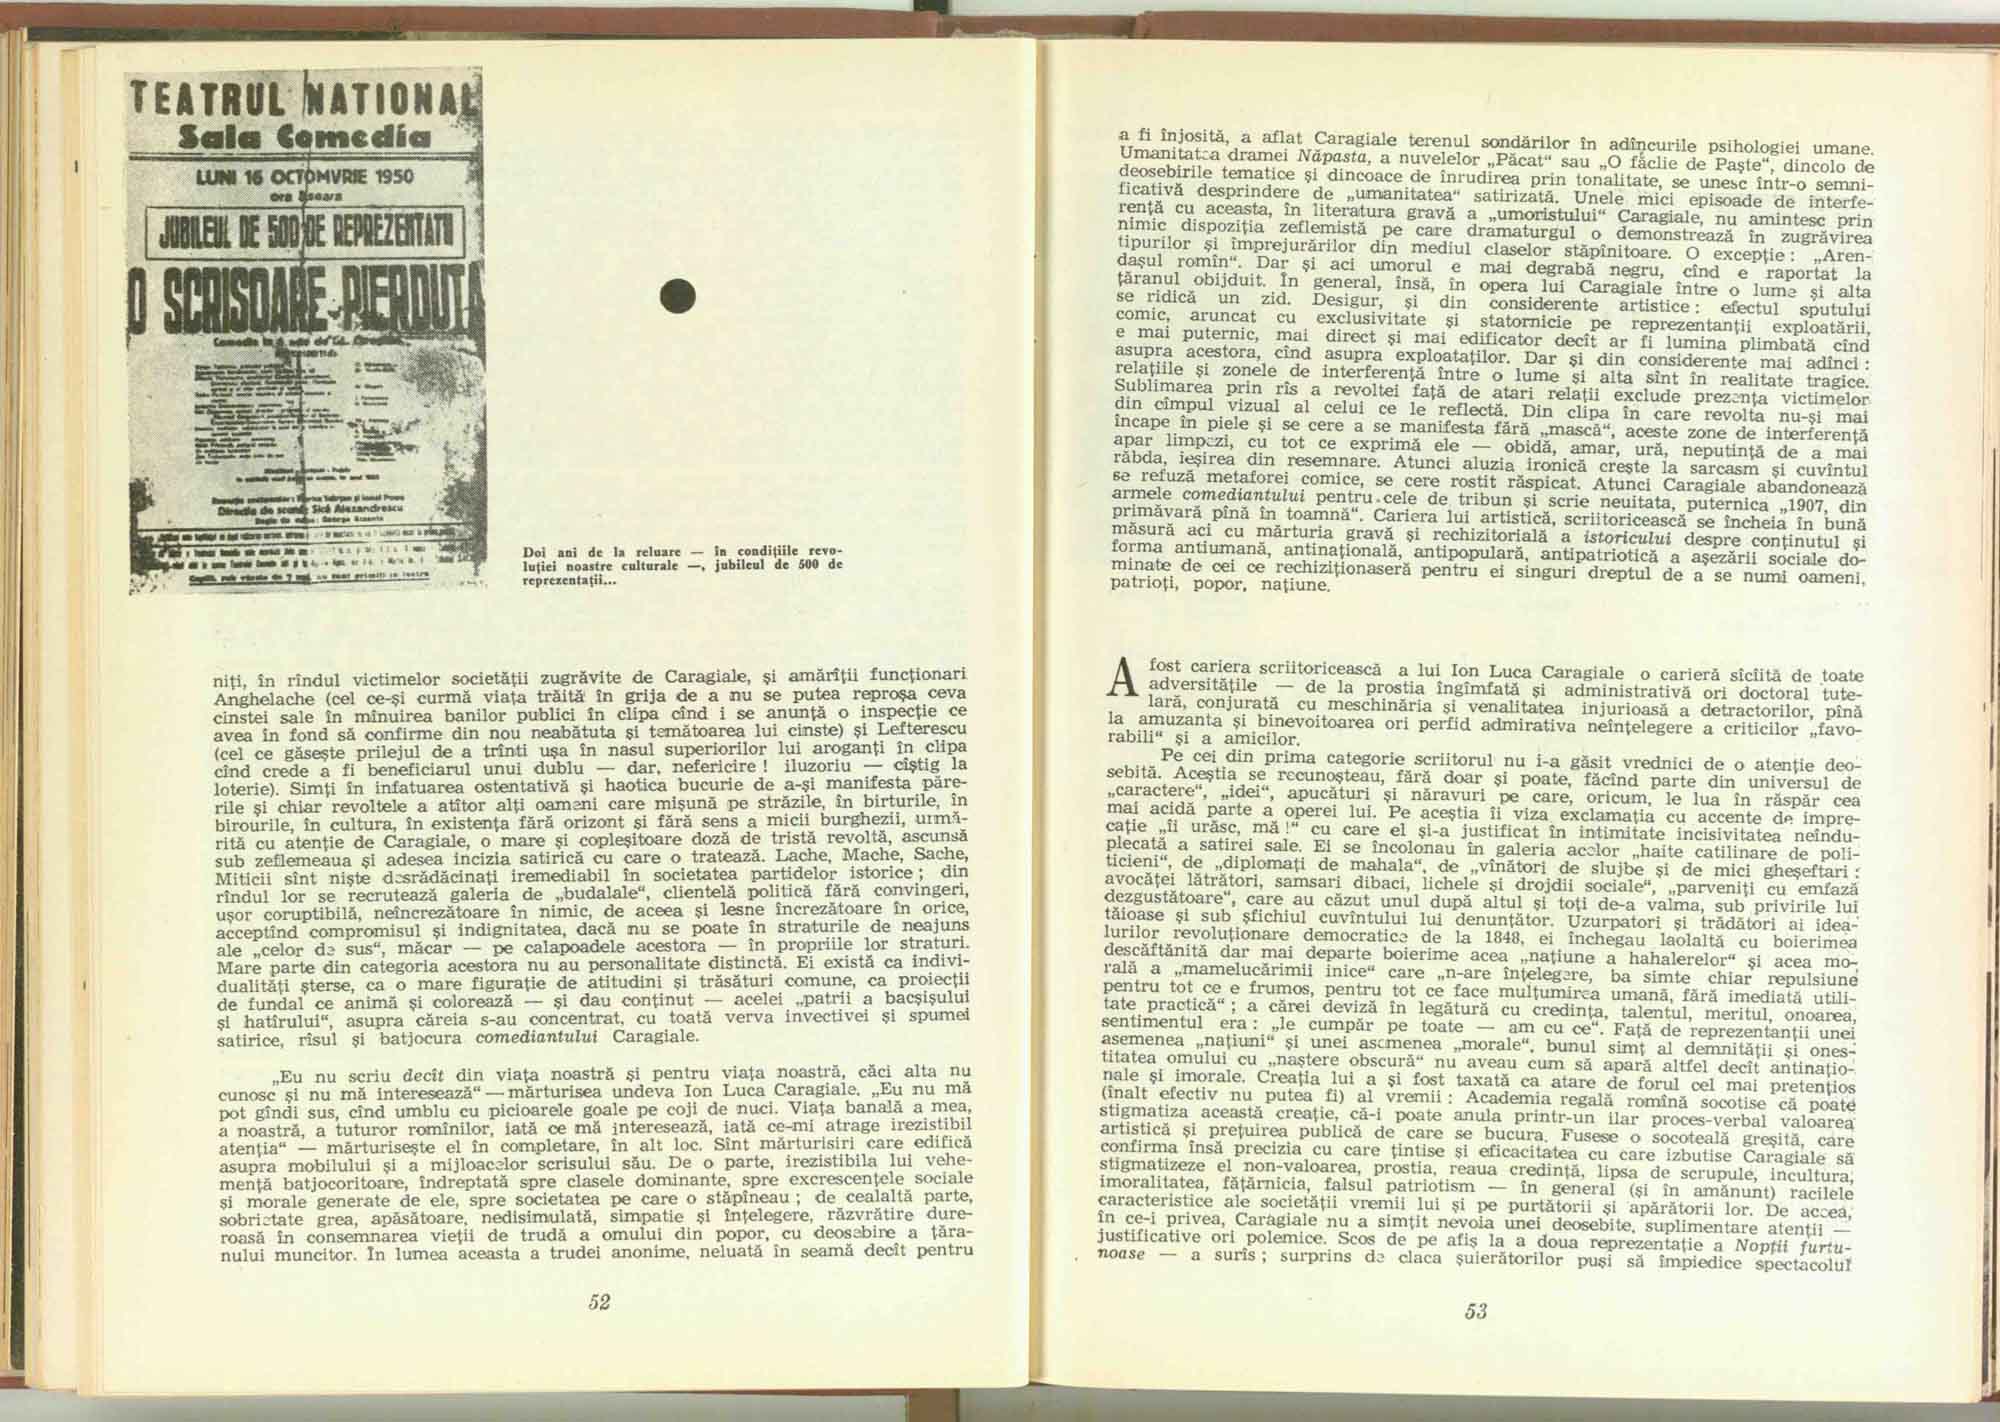 TEATRUL NATIONAL
Sala Comedia
LUNI 16 OCTOMVRIE 1950
ora seara
JUBILEUL DE 500 DE REPREZENTATII
O SCRISOARE PIERDUTA
Comedie in 4 acte de I.L. Caragiale
Direcția de scenă: Sică Alexandrescu
Doi ani de la reluare — în condițiile revo-
luției noastre culturale —, jubileul de 500 de
reprezentații...
niți, în rîndul victimelor societății zugrăvite de Caragiale, și amărîții funcționari
Anghelache (cel ce-și curmă viața trăită în grija de a nu se putea reproșa ceva
cinstei sale în mînuirea banilor publici în clipa cînd i se anunță o inspecție ce
avea în fond să confirme din nou neabătuta și temătoarea lui cinste) și Lefterescu
(cel ce găsește prilejul de a trînti ușa în nasul superiorilor lui aroganți în clipa
cînd crede a fi beneficiarul unui dublu — dar, nefericire ! iluzoriu — cîștig la
loterie). Simți în infatuarea ostentativă și haotica bucurie de a-și manifesta păre-
rile și chiar revoltele a atîtor alți oameni care mișună pe străzile, în birturile, în
birourile, în cultura, în existența fără orizont și fără sens a micii burghezii, urmă-
rită cu atenție de Caragiale, o mare și copleșitoare doză de tristă revoltă, ascunsă
sub zeflemeaua și adesea incizia satirică cu care o tratează. Lache, Mache, Sache,
Miticii sînt niște desrădăcinați iremediabil în societatea partidelor istorice ; din
rîndul lor se recrutează galeria de „budalale“, clientelă politică fără convingeri,
ușor coruptibilă, neîncrezătoare în nimic, de aceea și lesne încrezătoare în orice,
acceptînd compromisul și indignitatea, dacă nu se poate în straturile de neajuns
ale „celor de sus“, măcar — pe calapoadele acestora — în propriile lor straturi.
Mare parte din categoria acestora nu au personalitate distinctă. Ei există ca indivi-
dualități șterse, ca o mare figurație de atitudini și trăsături comune, ca proiecții
de fundal ce animă și colorează — și dau conținut — acelei „patrii a bacșișului
și hatîrului“, asupra căreia s-au concentrat, cu toată verva invectivei și spumei
satirice, rîsul și batjocura comediantului Caragiale.
„Eu nu scriu decît din viața noastră și pentru viața noastră, căci alta nu
cunosc și nu mă interesează“ — mărturisea undeva Ion Luca Caragiale. „Eu nu mă
pot gîndi sus, cînd umblu cu picioarele goale pe coji de nuci. Viața banală a mea,
a noastră, a tuturor romînilor, iată ce mă interesează, iată ce-mi atrage irezistibil
atenția“ — mărturisește el în completare, în alt loc. Sînt mărturisiri care edifică
asupra mobilului și a mijloacelor scrisului său. De o parte, irezistibila lui vehe-
mență batjocoritoare, îndreptată spre clasele dominante, spre excrescențele sociale
și morale generate de ele, spre societatea pe care o stăpîneau ; de cealaltă parte,
sobrietate grea, apăsătoare, nedisimulată, simpatie și înțelegere, răzvrătire dure-
roasă în consemnarea vieții de trudă a omului din popor, cu deosebire a țăra-
nului muncitor. În lumea aceasta a trudei anonime, neluată în seamă decît pentru
52
a fi înjosită, a aflat Caragiale terenul sondărilor în adîncurile psihologiei umane.
Umanitatea dramei Năpasta, a nuvelelor „Păcat“ sau „O făclie de Paște“, dincolo de
deosebirile tematice și dincoace de înrudirea prin tonalitate, se unesc într-o semni-
ficativă desprindere de „umanitatea“ satirizată. Unele mici episoade de interfe-
rență cu aceasta, în literatura gravă a „umoristului“ Caragiale, nu amintesc prin
nimic dispoziția zeflemistă pe care dramaturgul o demonstrează în zugrăvirea
tipurilor și împrejurărilor din mediul claselor stăpînitoare. O excepție : „Aren-
dașul romîn“. Dar și aci umorul e mai degrabă negru, cînd e raportat la
țăranul obijduit. În general, însă, în opera lui Caragiale între o lume și alta
se ridică un zid. Desigur, și din considerente artistice : efectul sputului
comic, aruncat cu exclusivitate și statornicie pe reprezentanții exploatării,
e mai puternic, mai direct și mai edificator decît ar fi lumina plimbată cînd
asupra acestora, cînd asupra exploataților. Dar și din considerente mai adînci :
relațiile și zonele de interferență între o lume și alta sînt în realitate tragice.
Sublimarea prin rîs a revoltei față de atari relații exclude prezența victimelor
din cîmpul vizual al celui ce le reflectă. Din clipa în care revolta nu-și mai
încape în piele și se cere a se manifesta fără „mască“, aceste zone de interferență
apar limpezi, cu tot ce exprimă ele — obidă, amar, ură, neputință de a mai
răbda, ieșirea din resemnare. Atunci aluzia ironică crește la sarcasm și cuvîntul
se refuză metaforei comice, se cere rostit răspicat. Atunci Caragiale abandonează
armele comediantului pentru cele de tribun și scrie neuitata, puternica „1907, din
primăvară pînă în toamnă“. Cariera lui artistică, scriitoricească se încheia în bună
măsură aci cu mărturia gravă și rechizitorială a istoricului despre conținutul și
forma antiumană, antinațională, antipopulară, antipatriotică a așezării sociale do-
minate de cei ce rechiziționaseră pentru ei singuri dreptul de a se numi oameni,
patrioți, popor, națiune.
A fost cariera scriitoricească a lui Ion Luca Caragiale o carieră sîcîită de toate
adversitățile — de la prostia îngîmfată și administrativă ori doctoral tute-
lară, conjurată cu meschinăria și venalitatea injurioasă a detractorilor, pînă
la amuzanta și binevoitoarea ori perfid admirativa neînțelegere a criticilor „favo-
rabili“ și a amicilor.
Pe cei din prima categorie scriitorul nu i-a găsit vrednici de o atenție deo-
sebită. Aceștia se recunoșteau, fără doar și poate, făcînd parte din universul de
„caractere“, „idei“, apucături și năravuri pe care, oricum, le lua în răspăr cea
mai acidă parte a operei lui. Pe aceștia îi viza exclamația cu accente de impre-
cație „îi urăsc, mă !“ cu care el și-a justificat în intimitate incisivitatea neîndu-
plecată a satirei sale. Ei se încolonau în galeria acelor „haite catilinare de poli-
ticieni“, de „diplomați de mahala“, de „vînători de slujbe și de mici gheșeftari :
avocăței lătrători, samsari dibaci, lichele și drojdii sociale“, „parveniți cu emfază
dezgustătoare“, care au căzut unul după altul și toți de-a valma, sub privirile lui
tăioase și sub șfichiul cuvîntului lui denunțător. Uzurpatori și trădători ai idea-
lurilor revoluționare democratice de la 1848, ei închegau laolaltă cu boierimea
descăftănită dar mai departe boierime acea „națiune a hahalerelor“ și acea mo-
rală a „mamelucărimii inice“ care „n-are înțelegere, ba simte chiar repulsiune
pentru tot ce e frumos, pentru tot ce face mulțumirea umană, fără imediată utili-
tate practică“ ; a cărei deviză în legătură cu credința, talentul, meritul, onoarea,
sentimentul era : „le cumpăr pe toate — am cu ce“. Față de reprezentanții unei
asemenea „națiuni“ și unei asemenea „morale“, bunul simț al demnității și ones-
titatea omului cu „naștere obscură“ nu aveau cum să apară altfel decît antinațio-
nale și imorale. Creația lui a și fost taxată ca atare de forul cel mai pretențios
(înalt efectiv nu putea fi) al vremii : Academia regală romînă socotise că poate
stigmatiza această creație, că-i poate anula printr-un ilar proces-verbal valoarea
artistică și prețuirea publică de care se bucura. Fusese o socoteală greșită, care
confirma însă precizia cu care țintise și eficacitatea cu care izbutise Caragiale să
stigmatizeze el non-valoarea, prostia, reaua credință, lipsa de scrupule, incultura,
imoralitatea, fățărnicia, falsul patriotism — în general (și în amănunt) racilele
caracteristice ale societății vremii lui și pe purtătorii și apărătorii lor. De aceea,
în ce-i privea, Caragiale nu a simțit nevoia unei deosebite, suplimentare atenții —
justificative ori polemice. Scos de pe afiș la a doua reprezentație a Nopții furtu-
noase — a surîs ; surprins de claca șuierătorilor puși să împiedice spectacolul
53